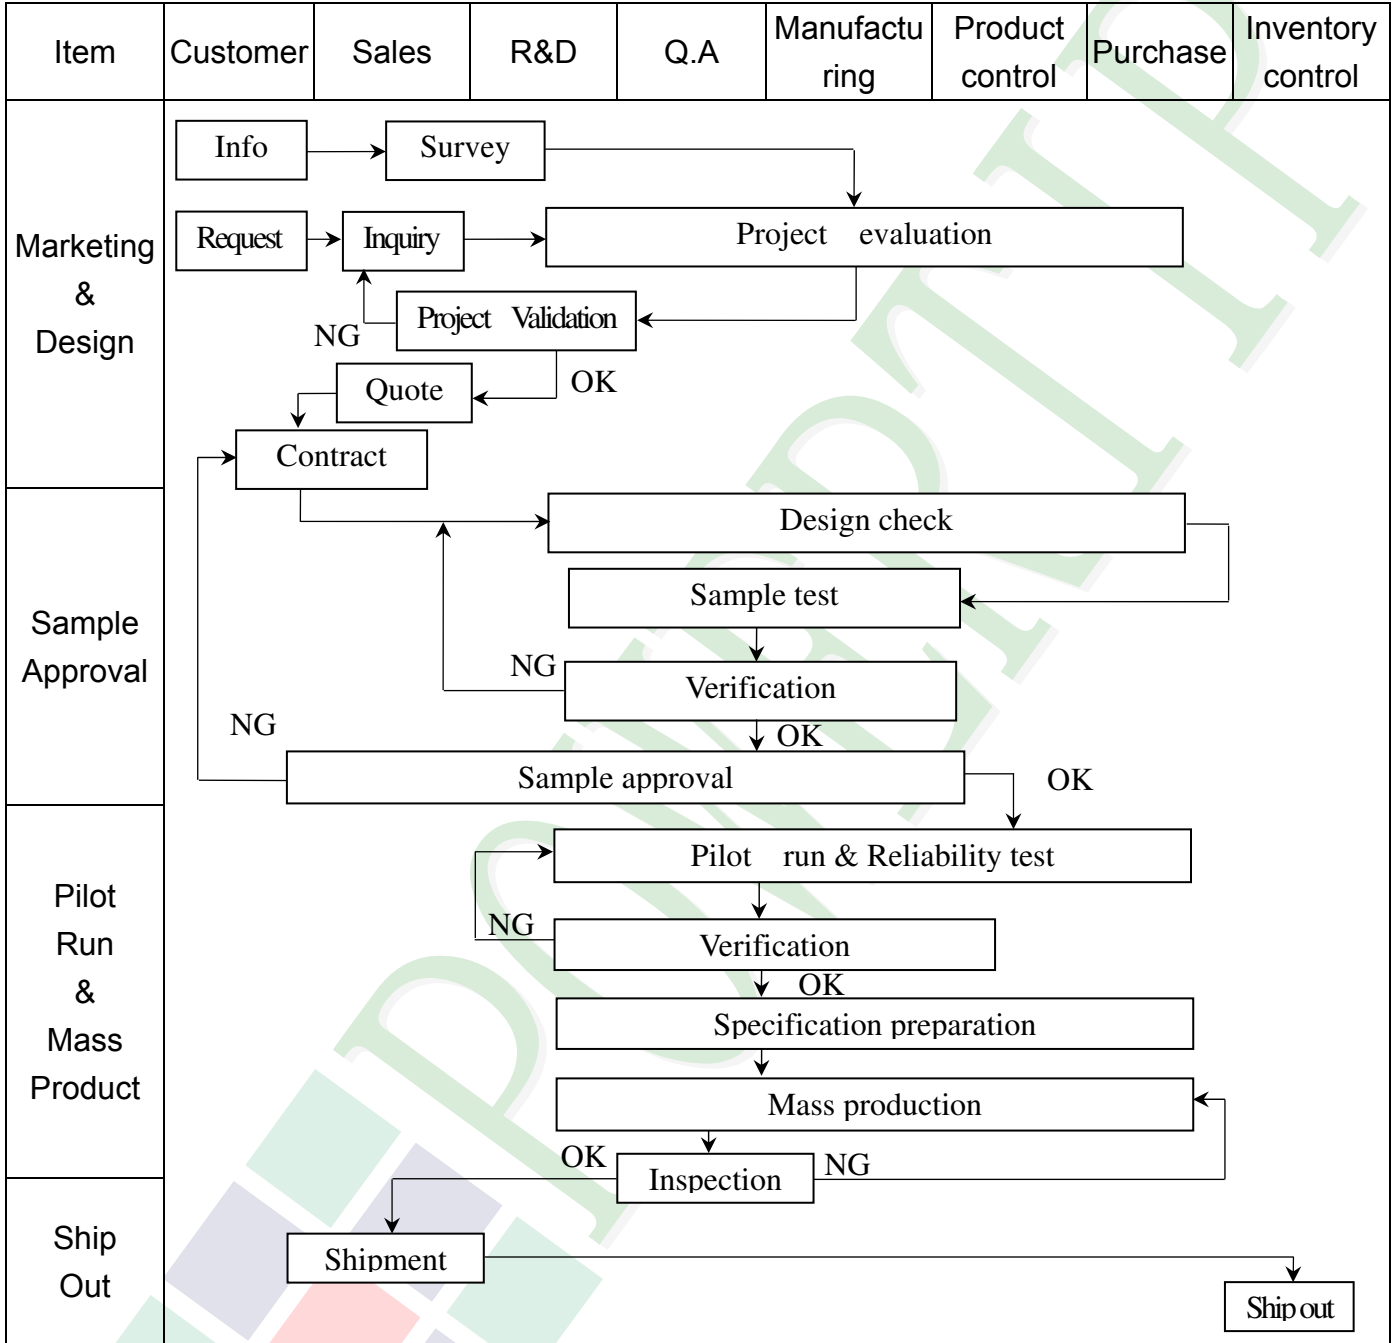 Item
Customer
Sales
R&D
Q.A
Manufactu
ring
Product
control
Purchase
Inventory
control
Marketing
&
Design
Info
Survey
Request
Inquiry
Project evaluation
NG
Project Validation
Quote
OK
Contract
Sample
Approval
Design check
Sample test
NG
Verification
NG
OK
Sample approval
OK
Pilot
Run
&
Mass
Product
Pilot run & Reliability test
NG
Verification
OK
Specification preparation
Mass production
OK
Inspection
NG
Ship
Out
Shipment
Ship out
POWERTIP